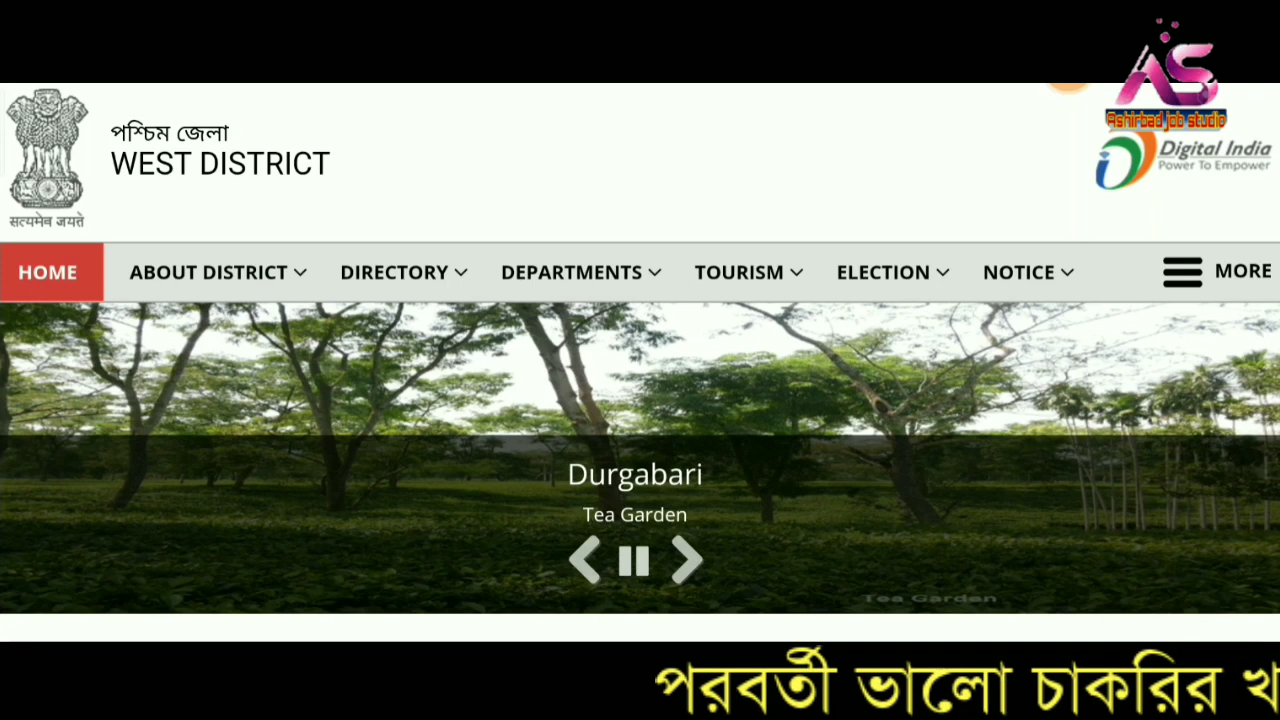 AS
Ashirbad job studio
পশ্চিম জেলা
WEST DISTRICT
सत्यमेव जयते
Digital India
Power To Empower
HOME ABOUT DISTRICT DIRECTORY DEPARTMENTS TOURISM ELECTION NOTICE MORE
Durgabari
Tea Garden
Tea Garden
পরবর্তী ভালো চাকরির খ